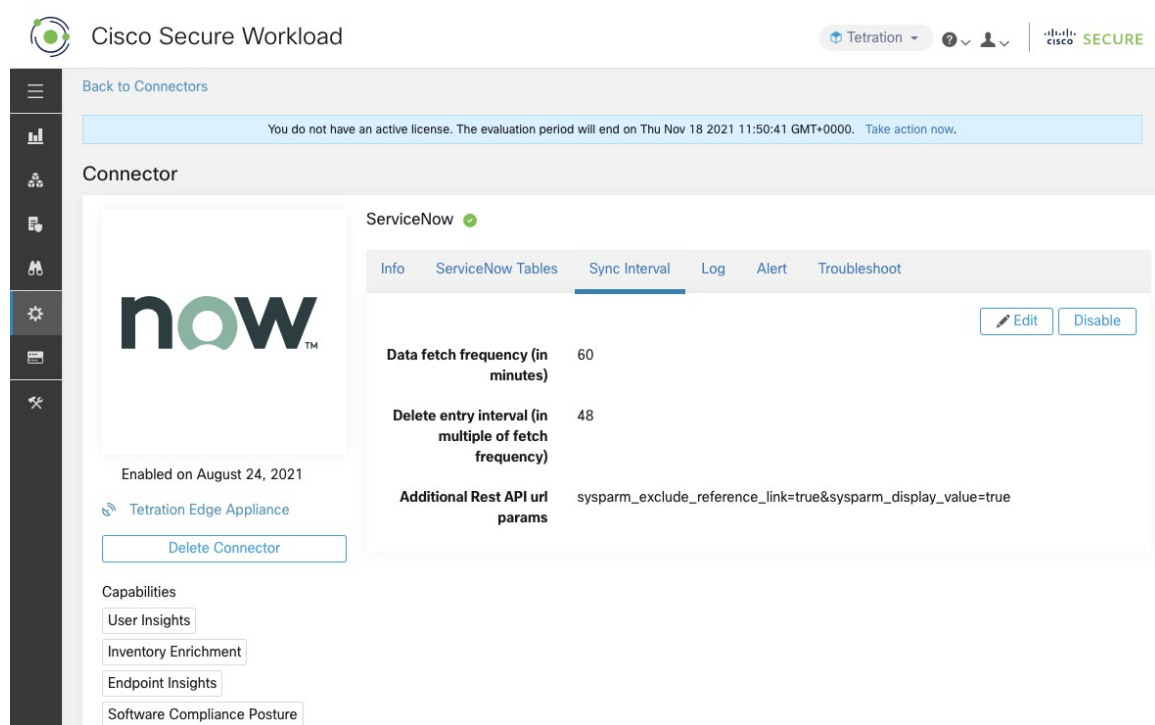 Cisco Secure Workload
Tetration
cisco SECURE
Back to Connectors
You do not have an active license. The evaluation period will end on Thu Nov 18 2021 11:50:41 GMT+0000. Take action now.
Connector
now
TM
ServiceNow
Info ServiceNow Tables Sync Interval Log Alert Troubleshoot
Edit Disable
Data fetch frequency (in
minutes)
60
Delete entry interval (in
multiple of fetch
frequency)
48
Additional Rest API url
params
sysparm_exclude_reference_link=true&sysparm_display_value=true
Enabled on August 24, 2021
Tetration Edge Appliance
Delete Connector
Capabilities
User Insights
Inventory Enrichment
Endpoint Insights
Software Compliance Posture